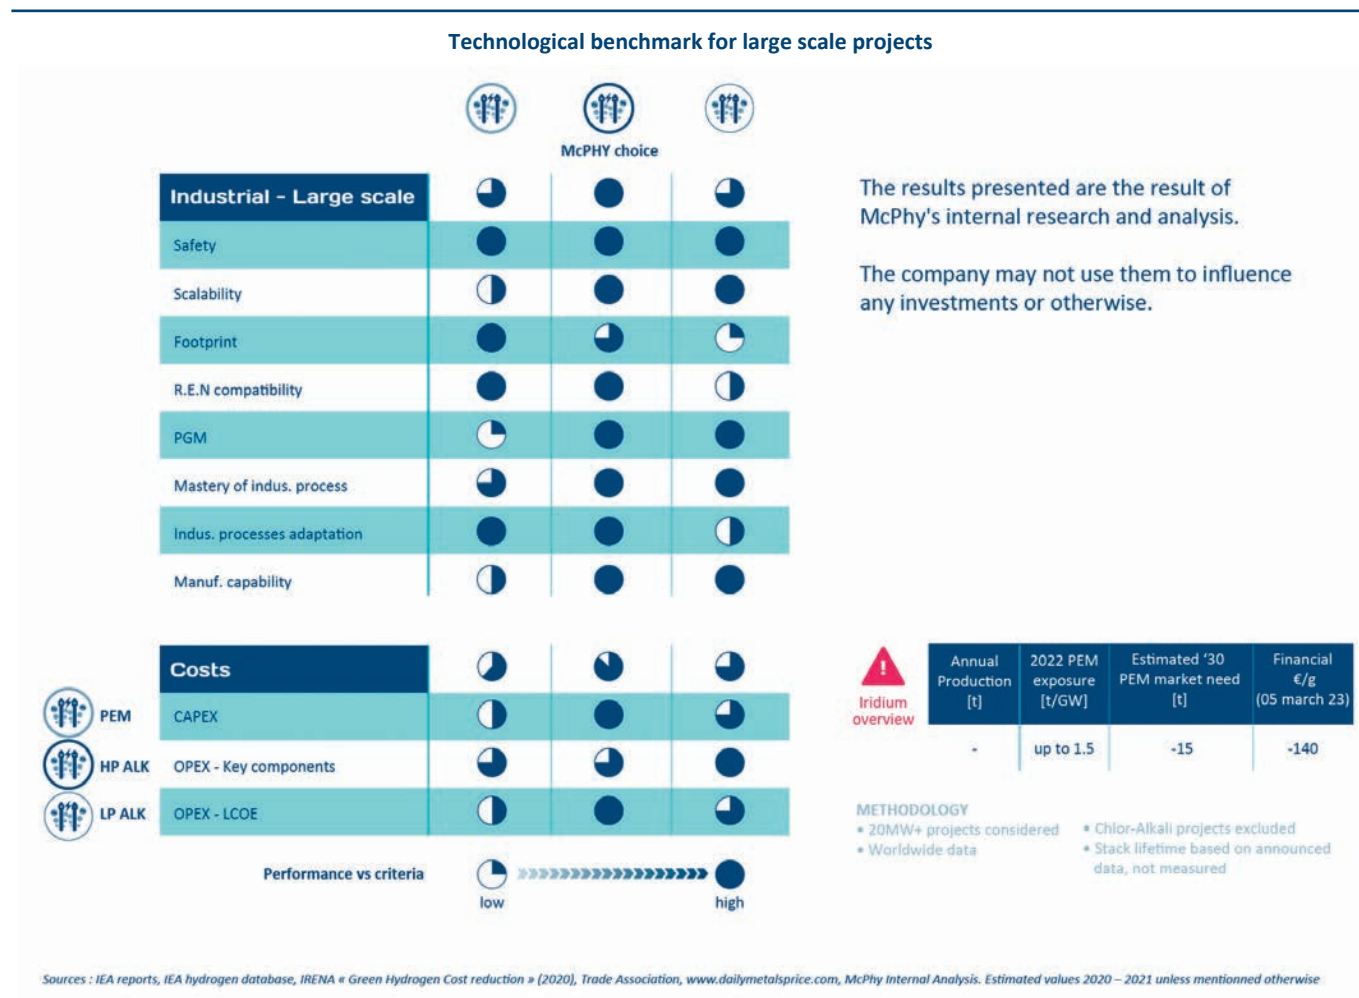 Technological benchmark for large scale projects
McPHY choice
Industrial - Large scale
Safety
Scalability
Footprint
R.E.N compatibility
PGM
Mastery of indus. process
Indus. processes adaptation
Manuf. capability
The results presented are the result of
McPhy's internal research and analysis.
The company may not use them to influence
any investments or otherwise.
Costs
PEM
CAPEX
HP ALK
OPEX - Key components
LP ALK
OPEX - LCOE
Performance vs criteria
low
high
!
Iridium
overview
Annual
Production
[t]
2022 PEM
exposure
[t/GW]
Estimated ‘30
PEM market need
[t]
Financial
€/g
(05 march 23)
-
up to 1.5
-15
-140
METHODOLOGY
• 20MW+ projects considered
• Worldwide data
• Chlor-Alkali projects excluded
• Stack lifetime based on announced
data, not measured
Sources : IEA reports, IEA hydrogen database, IRENA « Green Hydrogen Cost reduction » (2020), Trade Association, www.dailymetalsprice.com, McPhy Internal Analysis. Estimated values 2020 – 2021 unless mentionned otherwise